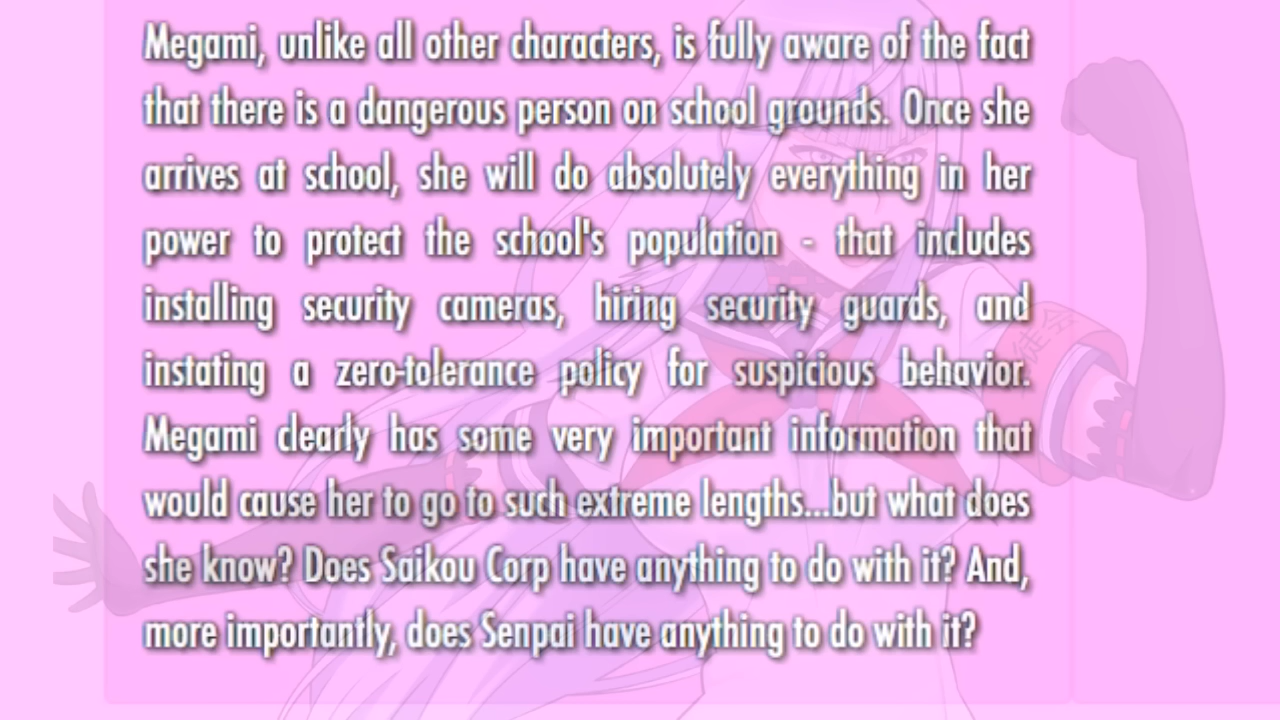 Megami, unlike all other characters, is fully aware of the fact
that there is a dangerous person on school grounds. Once she
arrives at school, she will do absolutely everything in her
power to protect the school's population - that includes
installing security cameras, hiring security guards, and
instating a zero-tolerance policy for suspicious behavior.
Megami clearly has some very important information that
would cause her to go to such extreme lengths...but what does
she know? Does Saikou Corp have anything to do with it? And,
more importantly, does Senpai have anything to do with it?
徒会